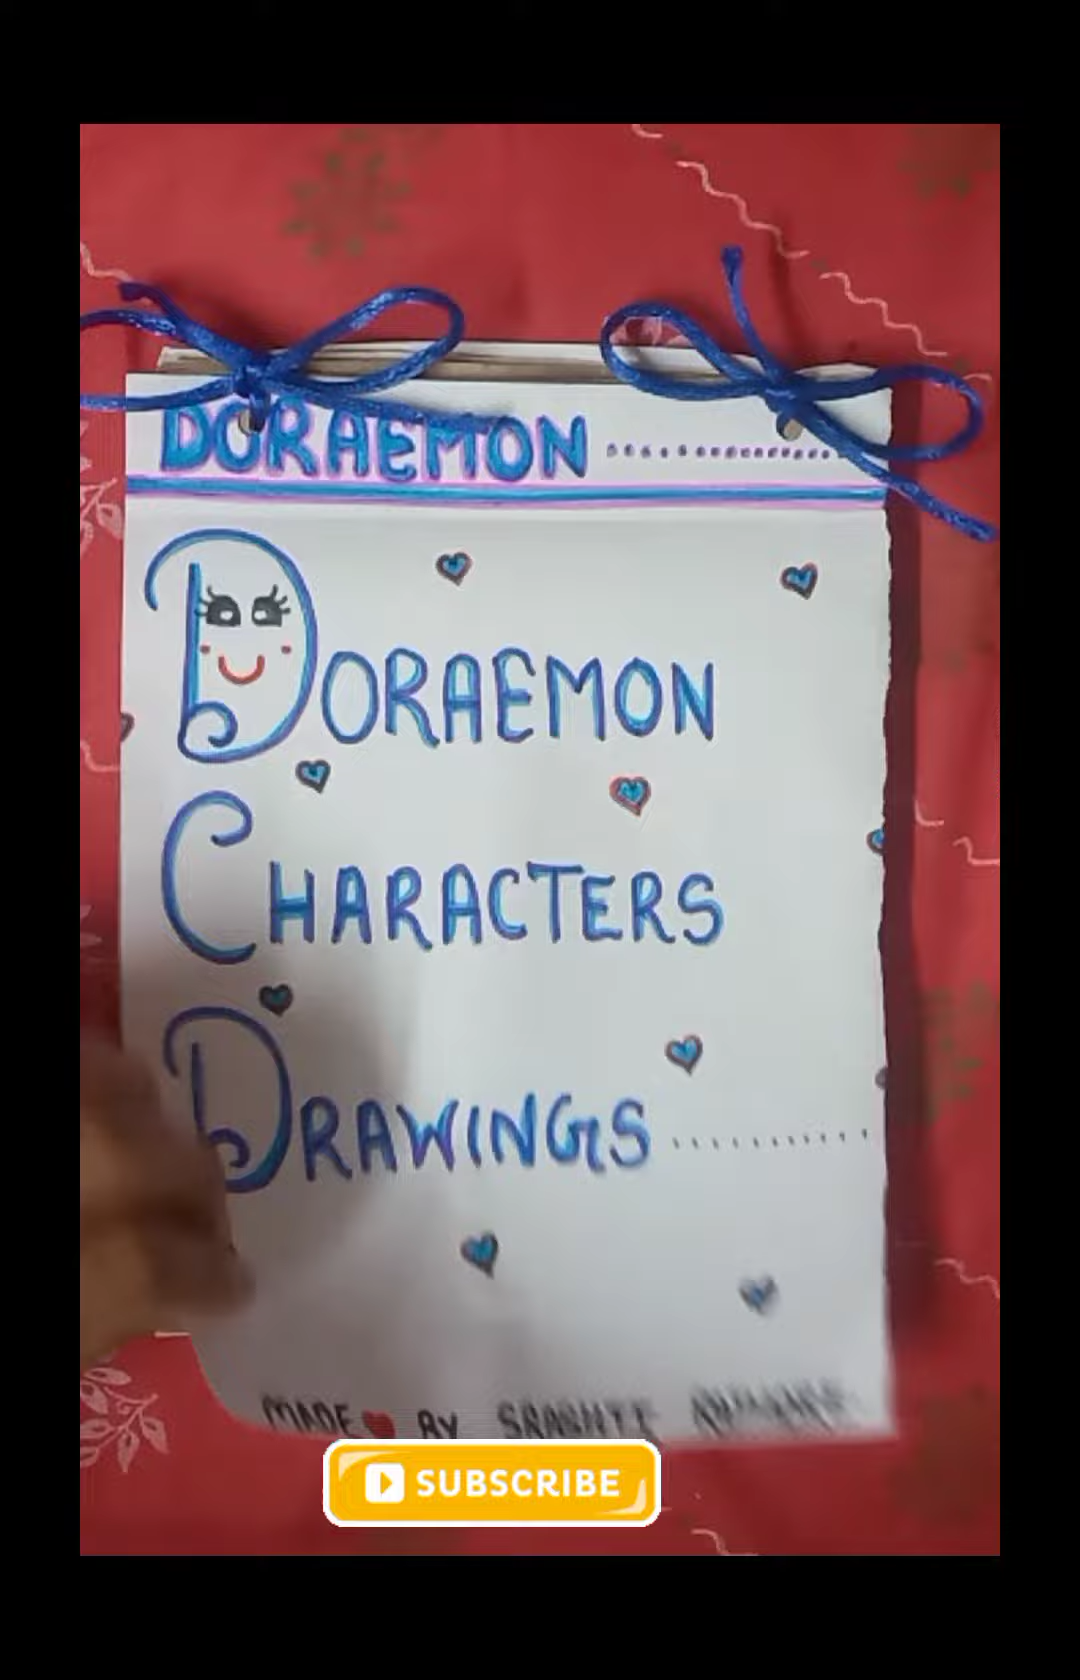 DORAEMON ................
DORAEMON
CHARACTERS
DRAWINGS ...........
MADE ❤ BY
SUBSCRIBE